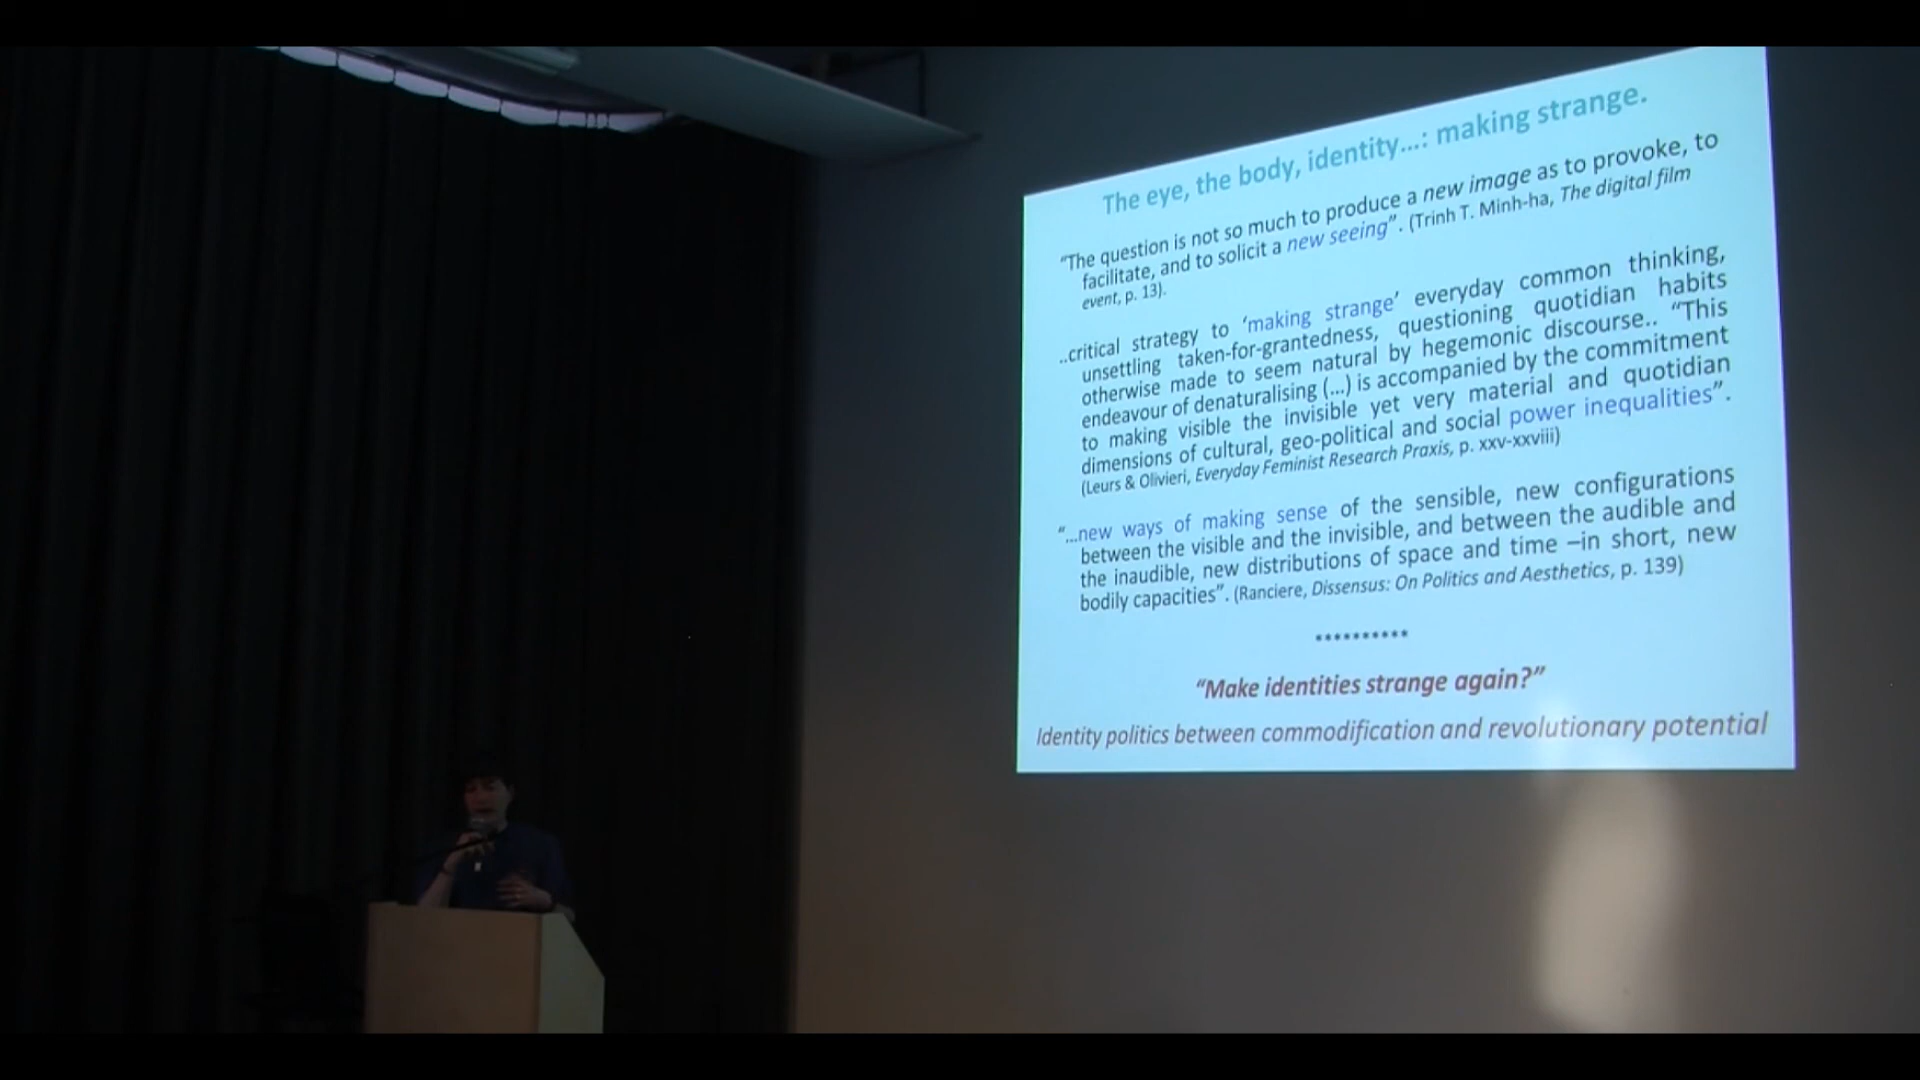 The eye, the body, identity...: making strange.
“The question is not so much to produce a new image as to provoke, to
facilitate, and to solicit a new seeing”. (Trinh T. Minh-ha, The digital film
event, p. 13).
..critical strategy to ‘making strange’ everyday common thinking,
unsettling taken-for-grantedness, questioning quotidian habits
otherwise made to seem natural by hegemonic discourse.. “This
endeavour of denaturalising (...) is accompanied by the commitment
to making visible the invisible yet very material and quotidian
dimensions of cultural, geo-political and social power inequalities”.
(Leurs & Olivieri, Everyday Feminist Research Praxis, p. xxv-xxviii)
“...new ways of making sense of the sensible, new configurations
between the visible and the invisible, and between the audible and
the inaudible, new distributions of space and time –in short, new
bodily capacities”. (Ranciere, Dissensus: On Politics and Aesthetics, p. 139)
**********
“Make identities strange again?”
Identity politics between commodification and revolutionary potential